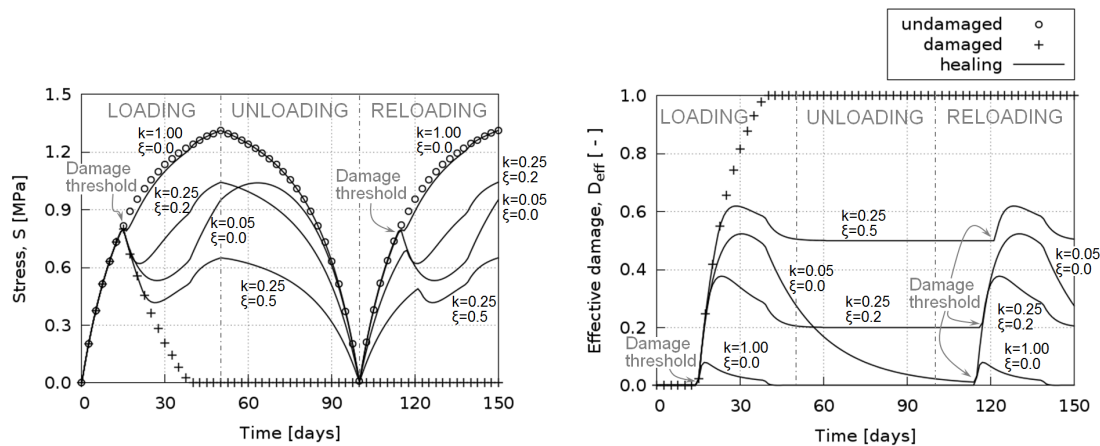 undamaged
damaged
healing
1.5
1.2
0.9
0.6
0.3
0.0
Stress, S [MPa]
LOADING
UNLOADING
RELOADING
k=1.00
ξ=0.0
Damage
threshold
k=0.25
ξ=0.2
k=0.05
ξ=0.0
k=0.25
ξ=0.5
Damage
threshold
k=1.00
ξ=0.0
k=0.25
ξ=0.2
k=0.05
ξ=0.0
k=0.25
ξ=0.5
0 30 60 90 120 150
Time [days]
1.0
0.8
0.6
0.4
0.2
0.0
Effective damage, Deff [ - ]
LOADING
UNLOADING
RELOADING
k=0.25
ξ=0.5
k=0.05
ξ=0.0
k=0.25
ξ=0.2
Damage
threshold
k=1.00
ξ=0.0
Damage
threshold
k=0.05
ξ=0.0
k=0.25
ξ=0.2
k=1.00
ξ=0.0
0 30 60 90 120 150
Time [days]